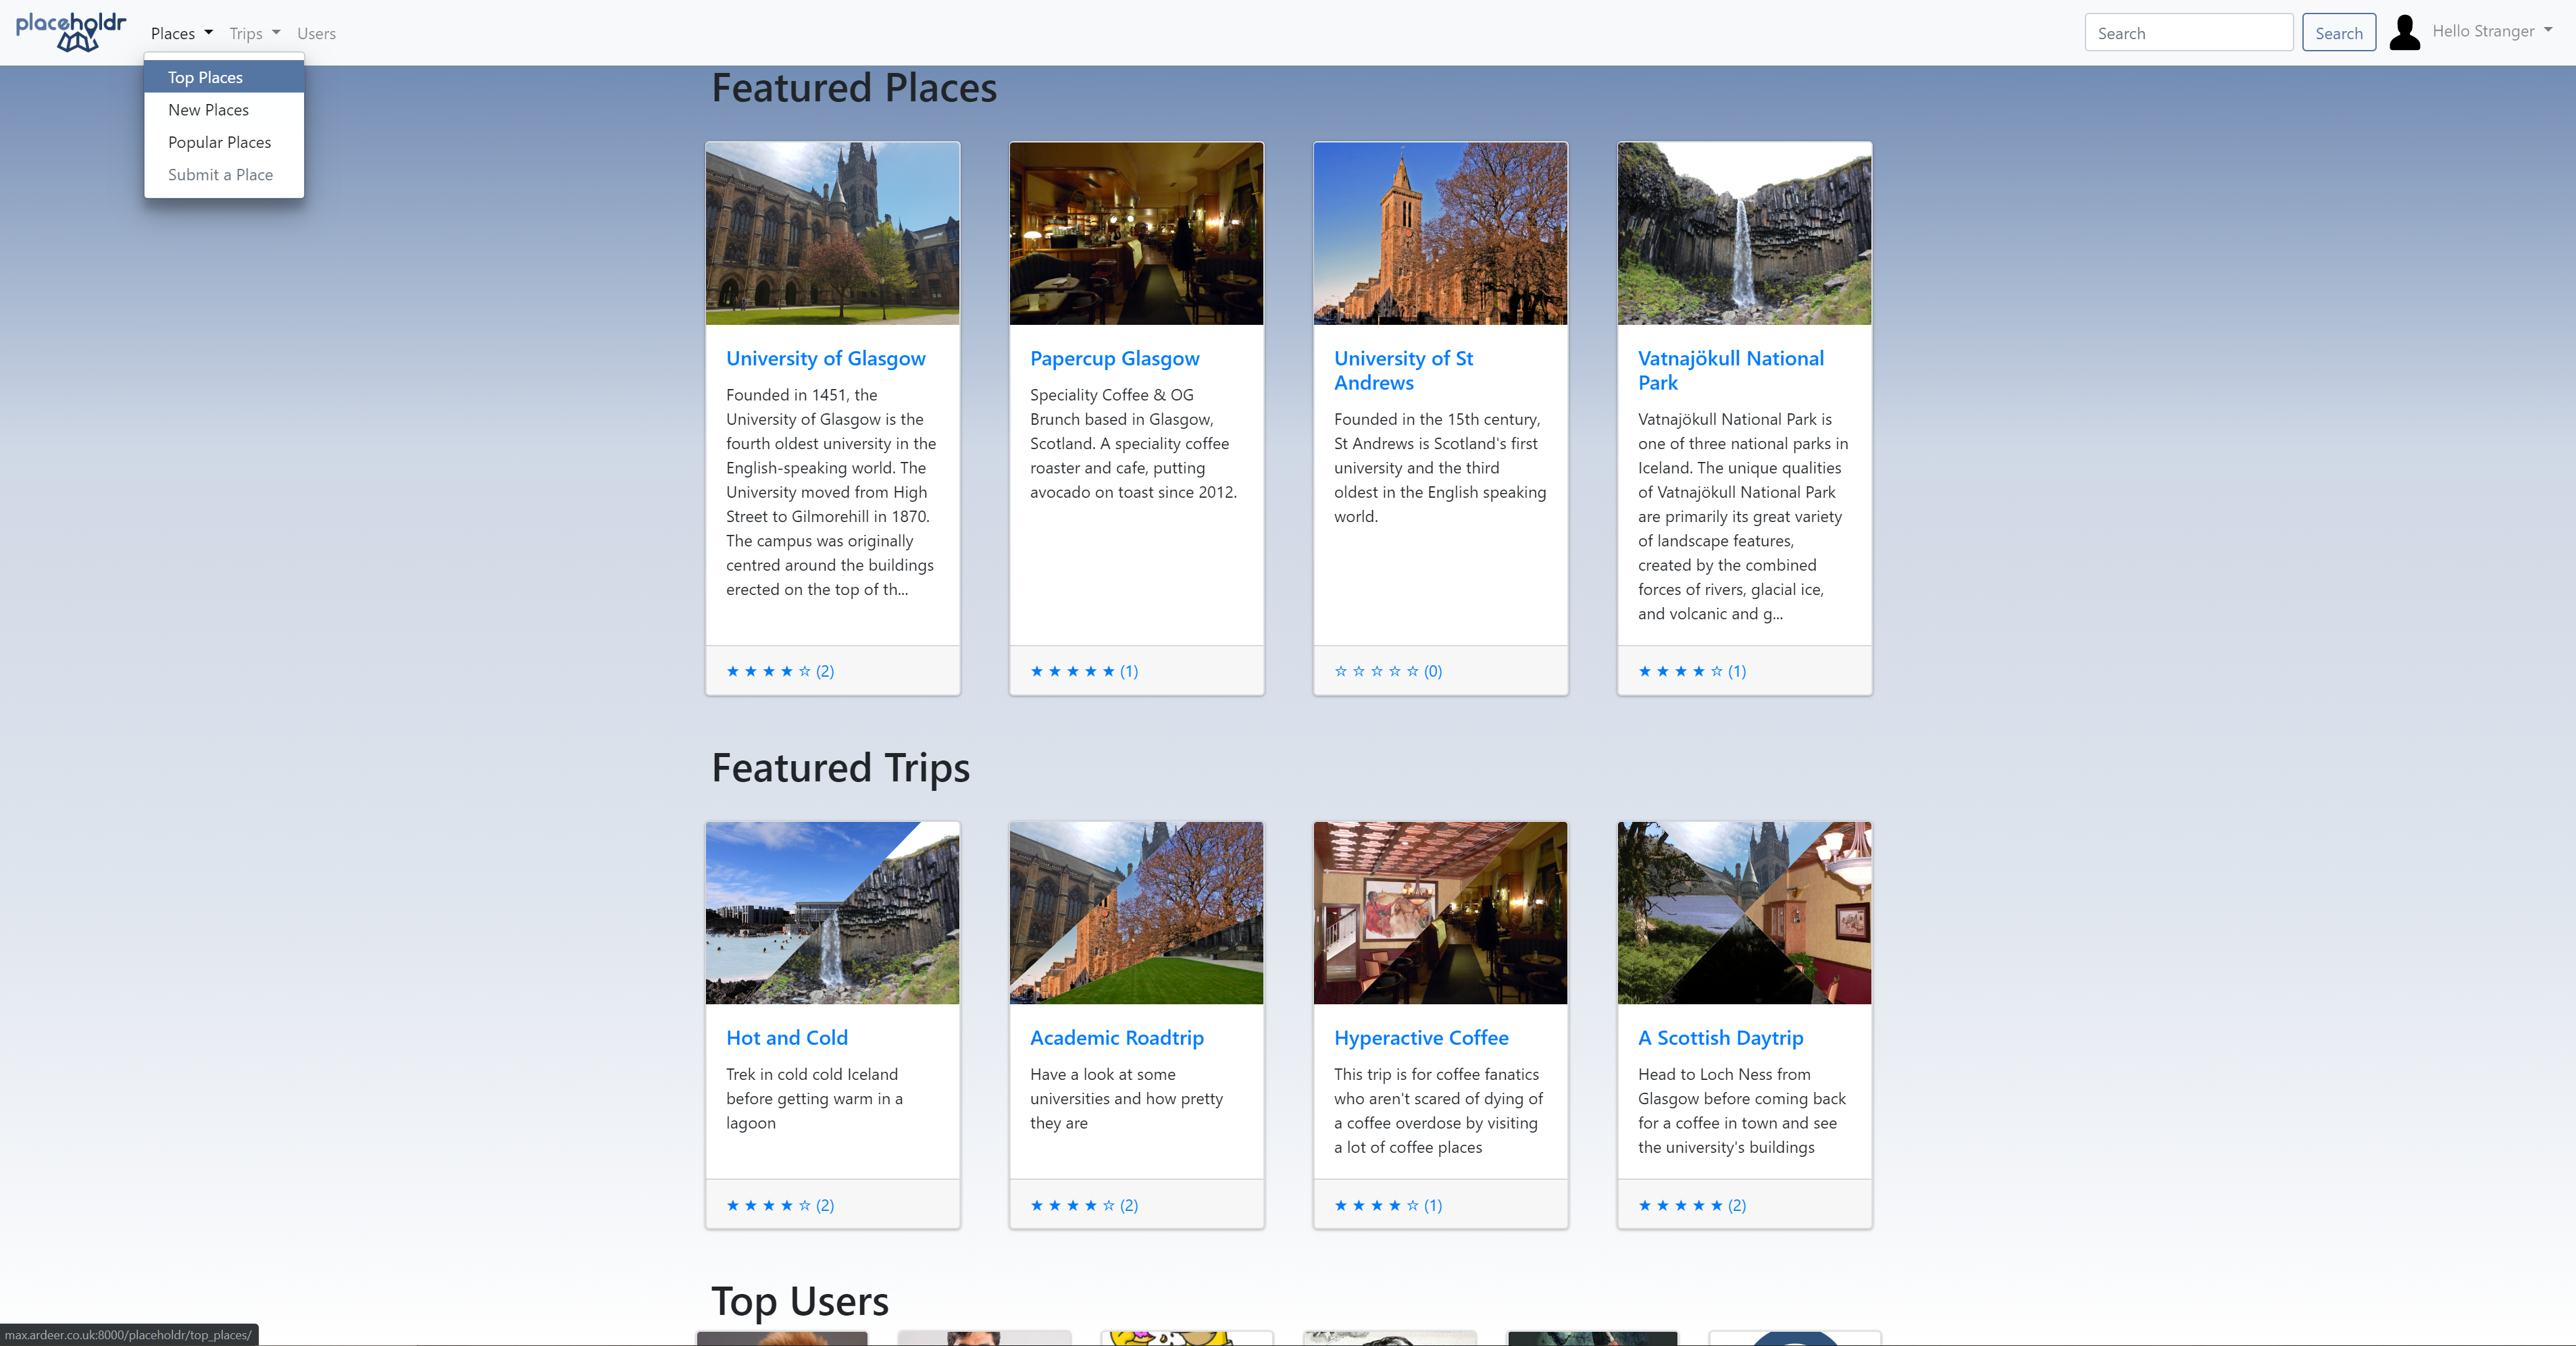 placeholdr
Places
Trips
Users
Search
Search
Hello Stranger
Top Places
New Places
Popular Places
Submit a Place
Featured Places
University of Glasgow
Founded in 1451, the
University of Glasgow is the
fourth oldest university in the
English-speaking world. The
University moved from High
Street to Gilmorehill in 1870.
The campus was originally
centred around the buildings
erected on the top of th...
★ ★ ★ ★ ☆ (2)
Papercup Glasgow
Speciality Coffee & OG
Brunch based in Glasgow,
Scotland. A speciality coffee
roaster and cafe, putting
avocado on toast since 2012.
★ ★ ★ ★ ★ (1)
University of St
Andrews
Founded in the 15th century,
St Andrews is Scotland's first
university and the third
oldest in the English speaking
world.
☆ ☆ ☆ ☆ ☆ (0)
Vatnajökull National
Park
Vatnajökull National Park is
one of three national parks in
Iceland. The unique qualities
of Vatnajökull National Park
are primarily its great variety
of landscape features,
created by the combined
forces of rivers, glacial ice,
and volcanic and g...
★ ★ ★ ★ ☆ (1)
Featured Trips
Hot and Cold
Trek in cold cold Iceland
before getting warm in a
lagoon
★ ★ ★ ★ ☆ (2)
Academic Roadtrip
Have a look at some
universities and how pretty
they are
★ ★ ★ ★ ☆ (2)
Hyperactive Coffee
This trip is for coffee fanatics
who aren't scared of dying of
a coffee overdose by visiting
a lot of coffee places
★ ★ ★ ★ ☆ (1)
A Scottish Daytrip
Head to Loch Ness from
Glasgow before coming back
for a coffee in town and see
the university's buildings
★ ★ ★ ★ ★ (2)
Top Users
max.ardeer.co.uk:8000/placeholdr/top_places/